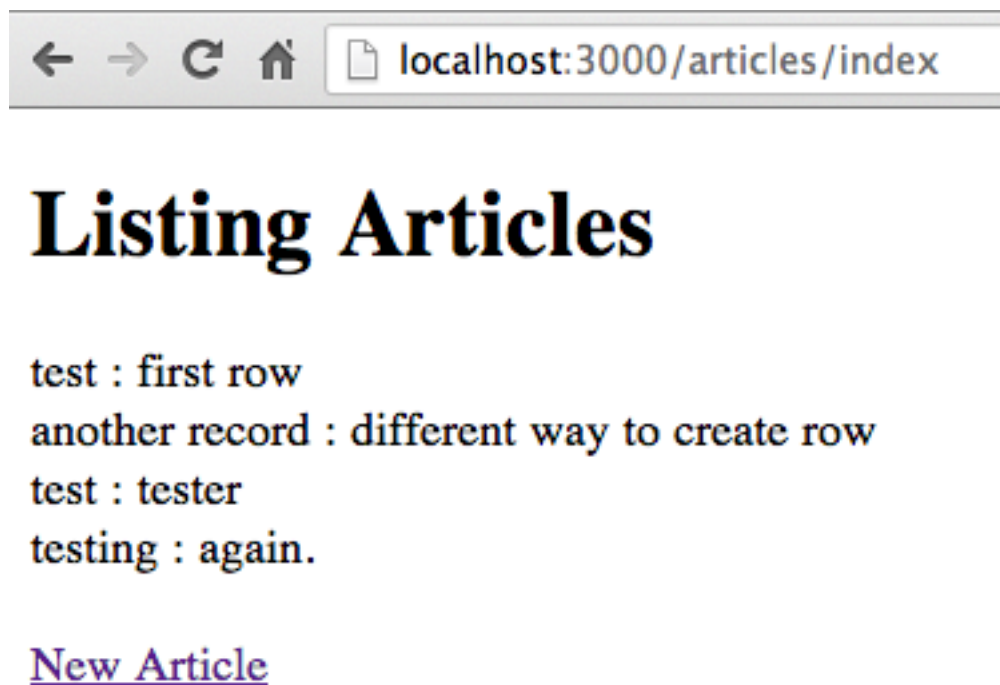 localhost:3000/articles/index
Listing Articles
test : first row
another record : different way to create row
test : tester
testing : again.
New Article